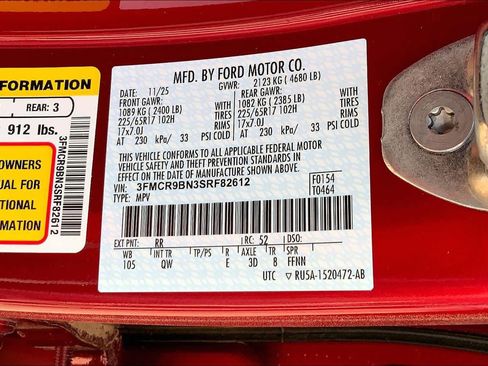 FORMATION
REAR: 3
912 lbs.
OWNERS
UAL FOR
FORMATION
3FMCR9BN3SRF82612
MFD. BY FORD MOTOR CO.
DATE: 11/25 GVWR: 2123 KG ( 4680 LB)
FRONT GAWR: REAR GAWR:
1089 KG ( 2400 LB) WITH 1082 KG ( 2385 LB) WITH
225/65R17 102H TIRES 225/65R17 102H TIRES
17x7.0J RIMS 17x7.0J RIMS
AT 230 kPa/ 33 PSI COLD AT 230 kPa/ 33 PSI COLD
THIS VEHICLE CONFORMS TO ALL APPLICABLE FEDERAL MOTOR
VEHICLE SAFETY AND THEFT PREVENTION STANDARDS IN EFFECT ON THE
DATE OF MANUFACTURE SHOWN ABOVE.
VIN: 3FMCR9BN3SRF82612 F0154
TYPE: MPV T0464
EXT PNT: RR RC: 52 DSO:
WB INT TR TP/PS R AXLE TR SPR
105 QW E 3D 8 FFNN
UTC RU5A-1520472-AB